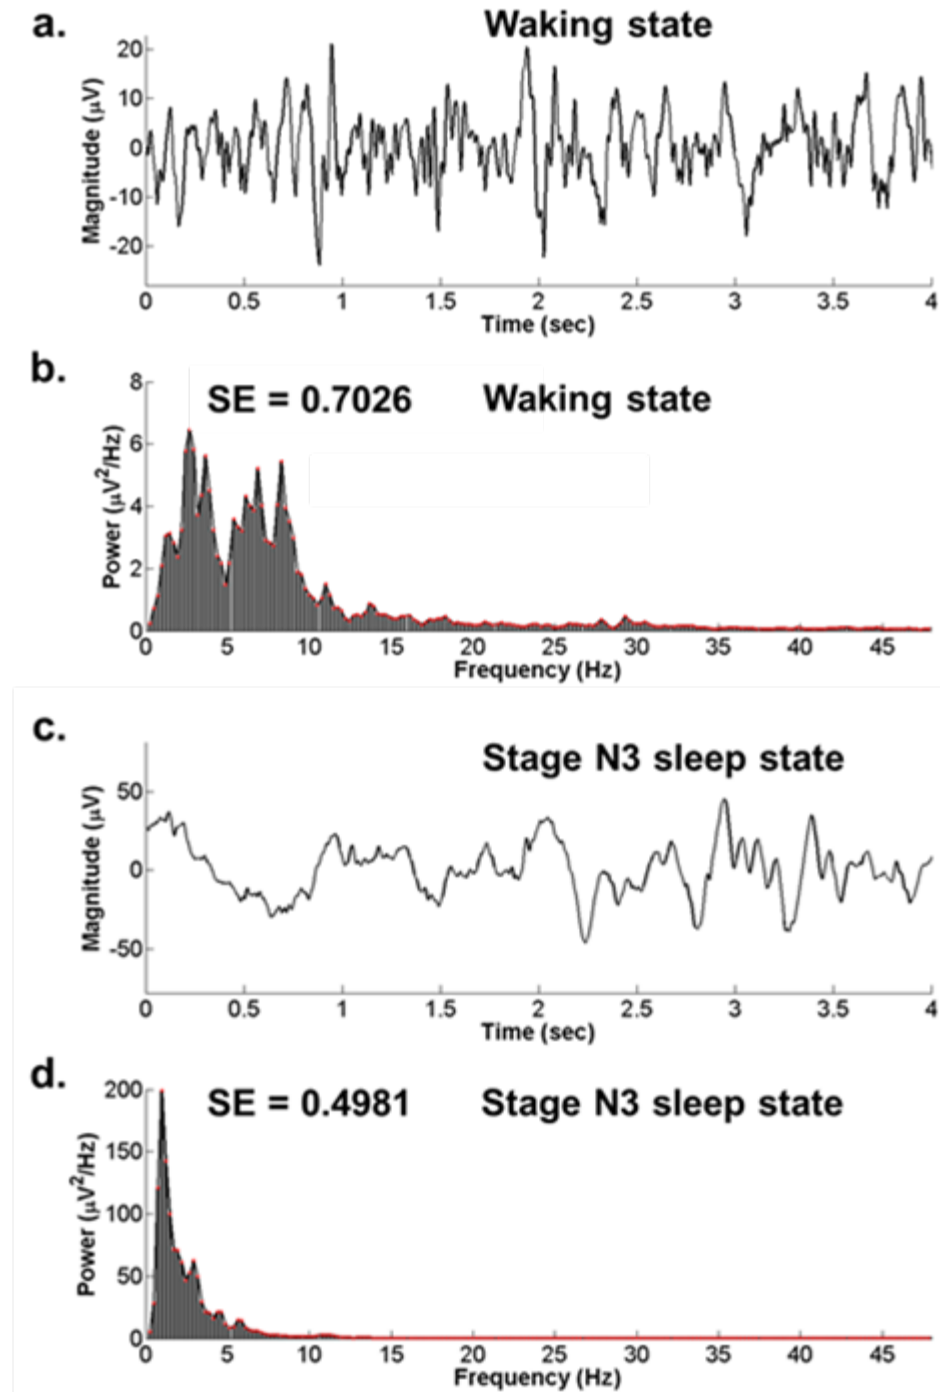 a.
Waking state
Magnitude (μV)
20
10
0
-10
-20
0 0.5 1 1.5 2 2.5 3 3.5 4
Time (sec)
b.
SE = 0.7026 Waking state
Power (μV²/Hz)
8
6
4
2
0
0 5 10 15 20 25 30 35 40 45
Frequency (Hz)
c.
Stage N3 sleep state
Magnitude (μV)
50
0
-50
0 0.5 1 1.5 2 2.5 3 3.5 4
Time (sec)
d.
SE = 0.4981 Stage N3 sleep state
Power (μV²/Hz)
200
150
100
50
0
0 5 10 15 20 25 30 35 40 45
Frequency (Hz)